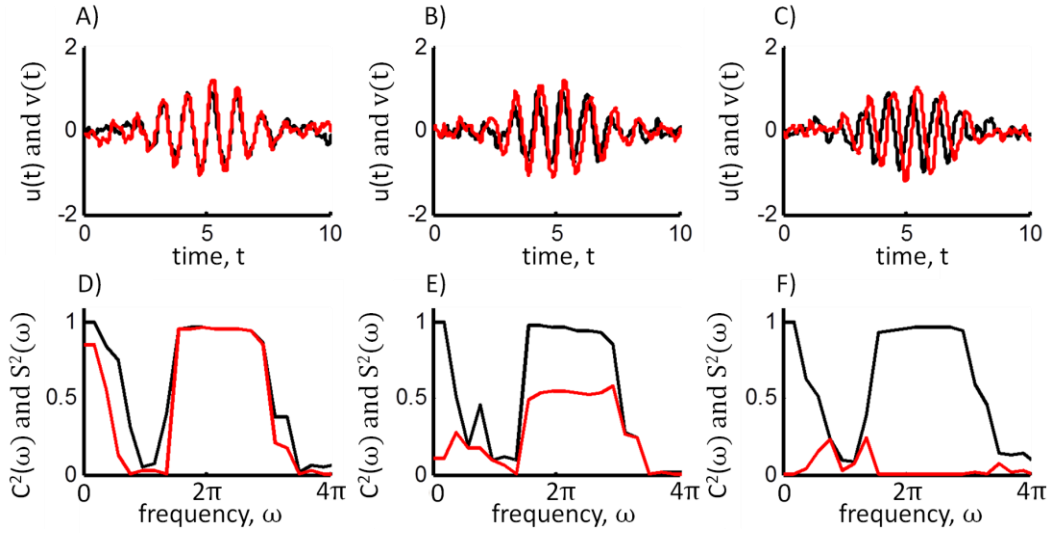 A) B) C)
2 2 2
u(t) and v(t) u(t) and v(t) u(t) and v(t)
0 0 0
-2 -2 -2
0 5 10 0 5 10 0 5 10
time, t time, t time, t
D) E) F)
1 1 1
C²(ω) and S²(ω) C²(ω) and S²(ω) C²(ω) and S²(ω)
0.5 0.5 0.5
0 0 0
0 2π 4π 0 2π 4π 0 2π 4π
frequency, ω frequency, ω frequency, ω